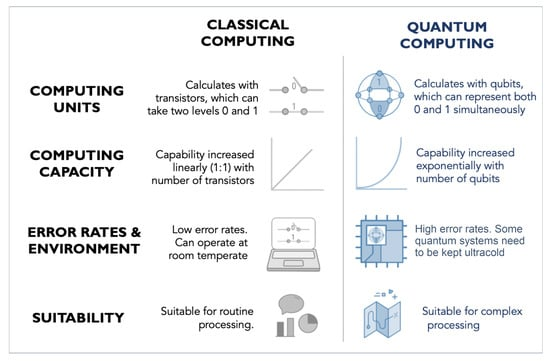 CLASSICAL
COMPUTING
QUANTUM
COMPUTING
COMPUTING
UNITS
Calculates with
transistors, which can
take two levels 0 and 1
0
1
1
0
Calculates with qubits,
which can represent both
0 and 1 simultaneously
COMPUTING
CAPACITY
Capability increased
linearly (1:1) with
number of transistors
Capability increased
exponentially with
number of qubits
ERROR RATES &
ENVIRONMENT
Low error rates.
Can operate at
room temperate
0
1
High error rates. Some
quantum systems need
to be kept ultracold
SUITABILITY
Suitable for routine
processing.
Suitable for complex
processing